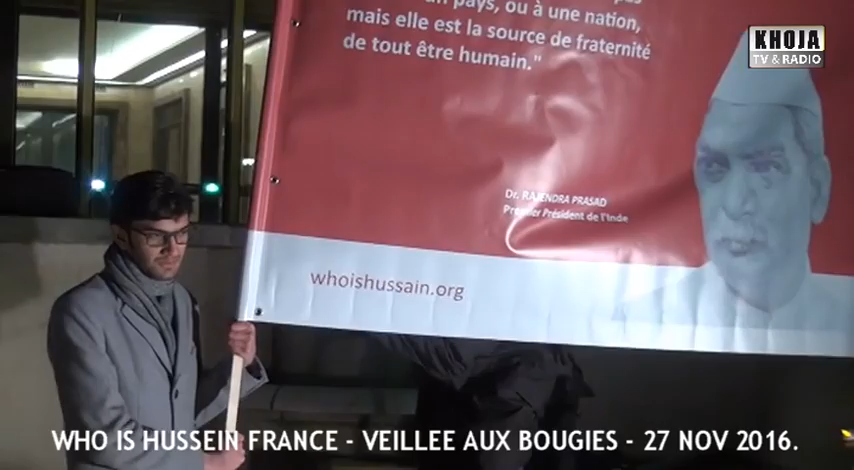 pays, ou à une nation,
mais elle est la source de fraternité
de tout être humain."
KHOJA
TV & RADIO
Dr. RAJENDRA PRASAD
Premier Président de l'Inde
whoishussain.org
WHO IS HUSSEIN FRANCE - VEILLEE AUX BOUGIES - 27 NOV 2016.